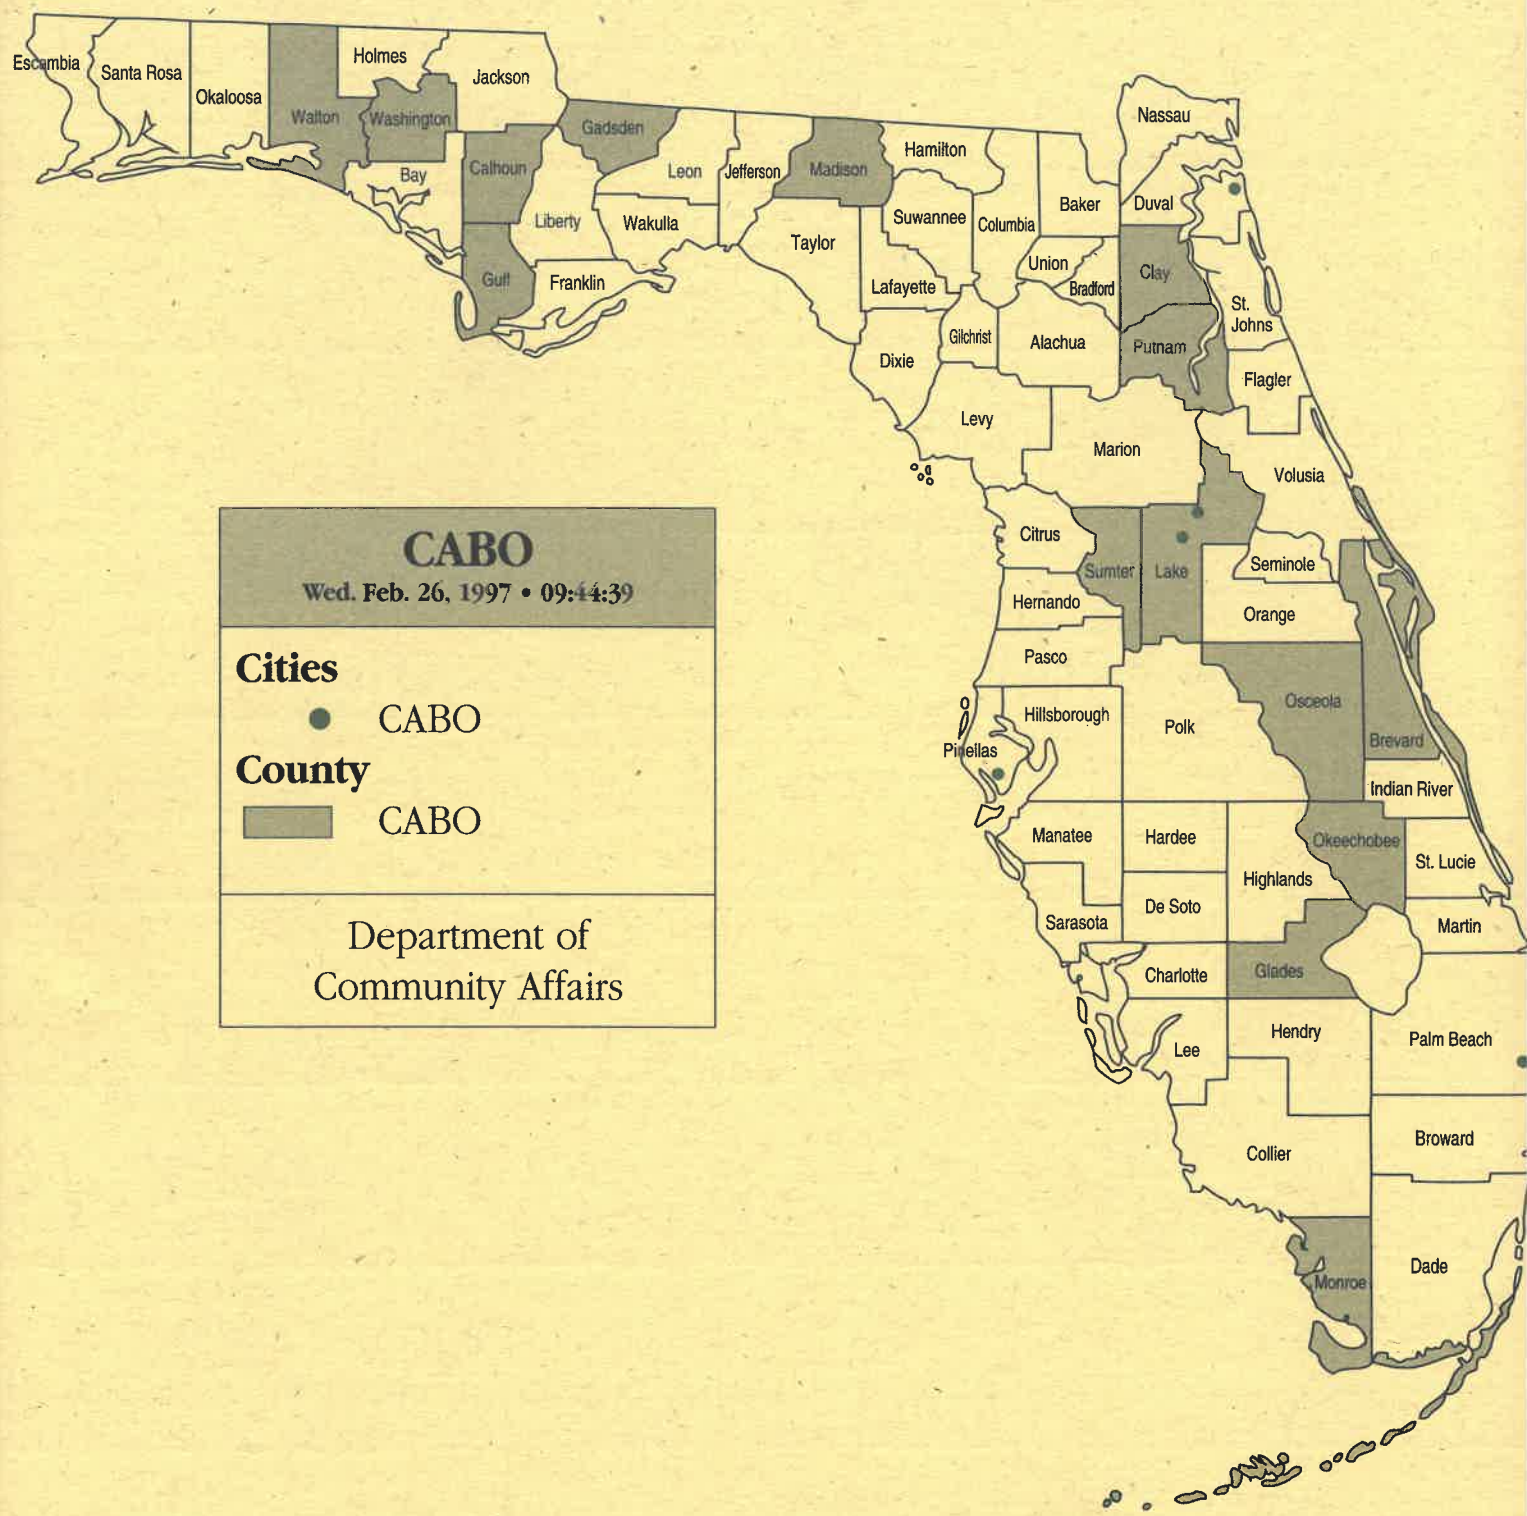 Escambia
Santa Rosa
Okaloosa
Walton
Holmes
Washington
Jackson
Bay
Calhoun
Gulf
Liberty
Franklin
Gadsden
Leon
Wakulla
Jefferson
Madison
Taylor
Hamilton
Suwannee
Lafayette
Dixie
Columbia
Gilchrist
Levy
Baker
Union
Bradford
Alachua
Nassau
Duval
Clay
Putnam
St.
Johns
Flagler
Marion
Volusia
Citrus
Sumter
Lake
Seminole
Hernando
Orange
Pasco
Hillsborough
Pinellas
Polk
Osceola
Brevard
Indian River
Manatee
Hardee
Highlands
Okeechobee
St. Lucie
Sarasota
De Soto
Martin
Charlotte
Glades
Lee
Hendry
Palm Beach
Collier
Broward
Monroe
Dade
CABO
Wed. Feb. 26, 1997 • 09:44:39
Cities
CABO
County
CABO
Department of
Community Affairs